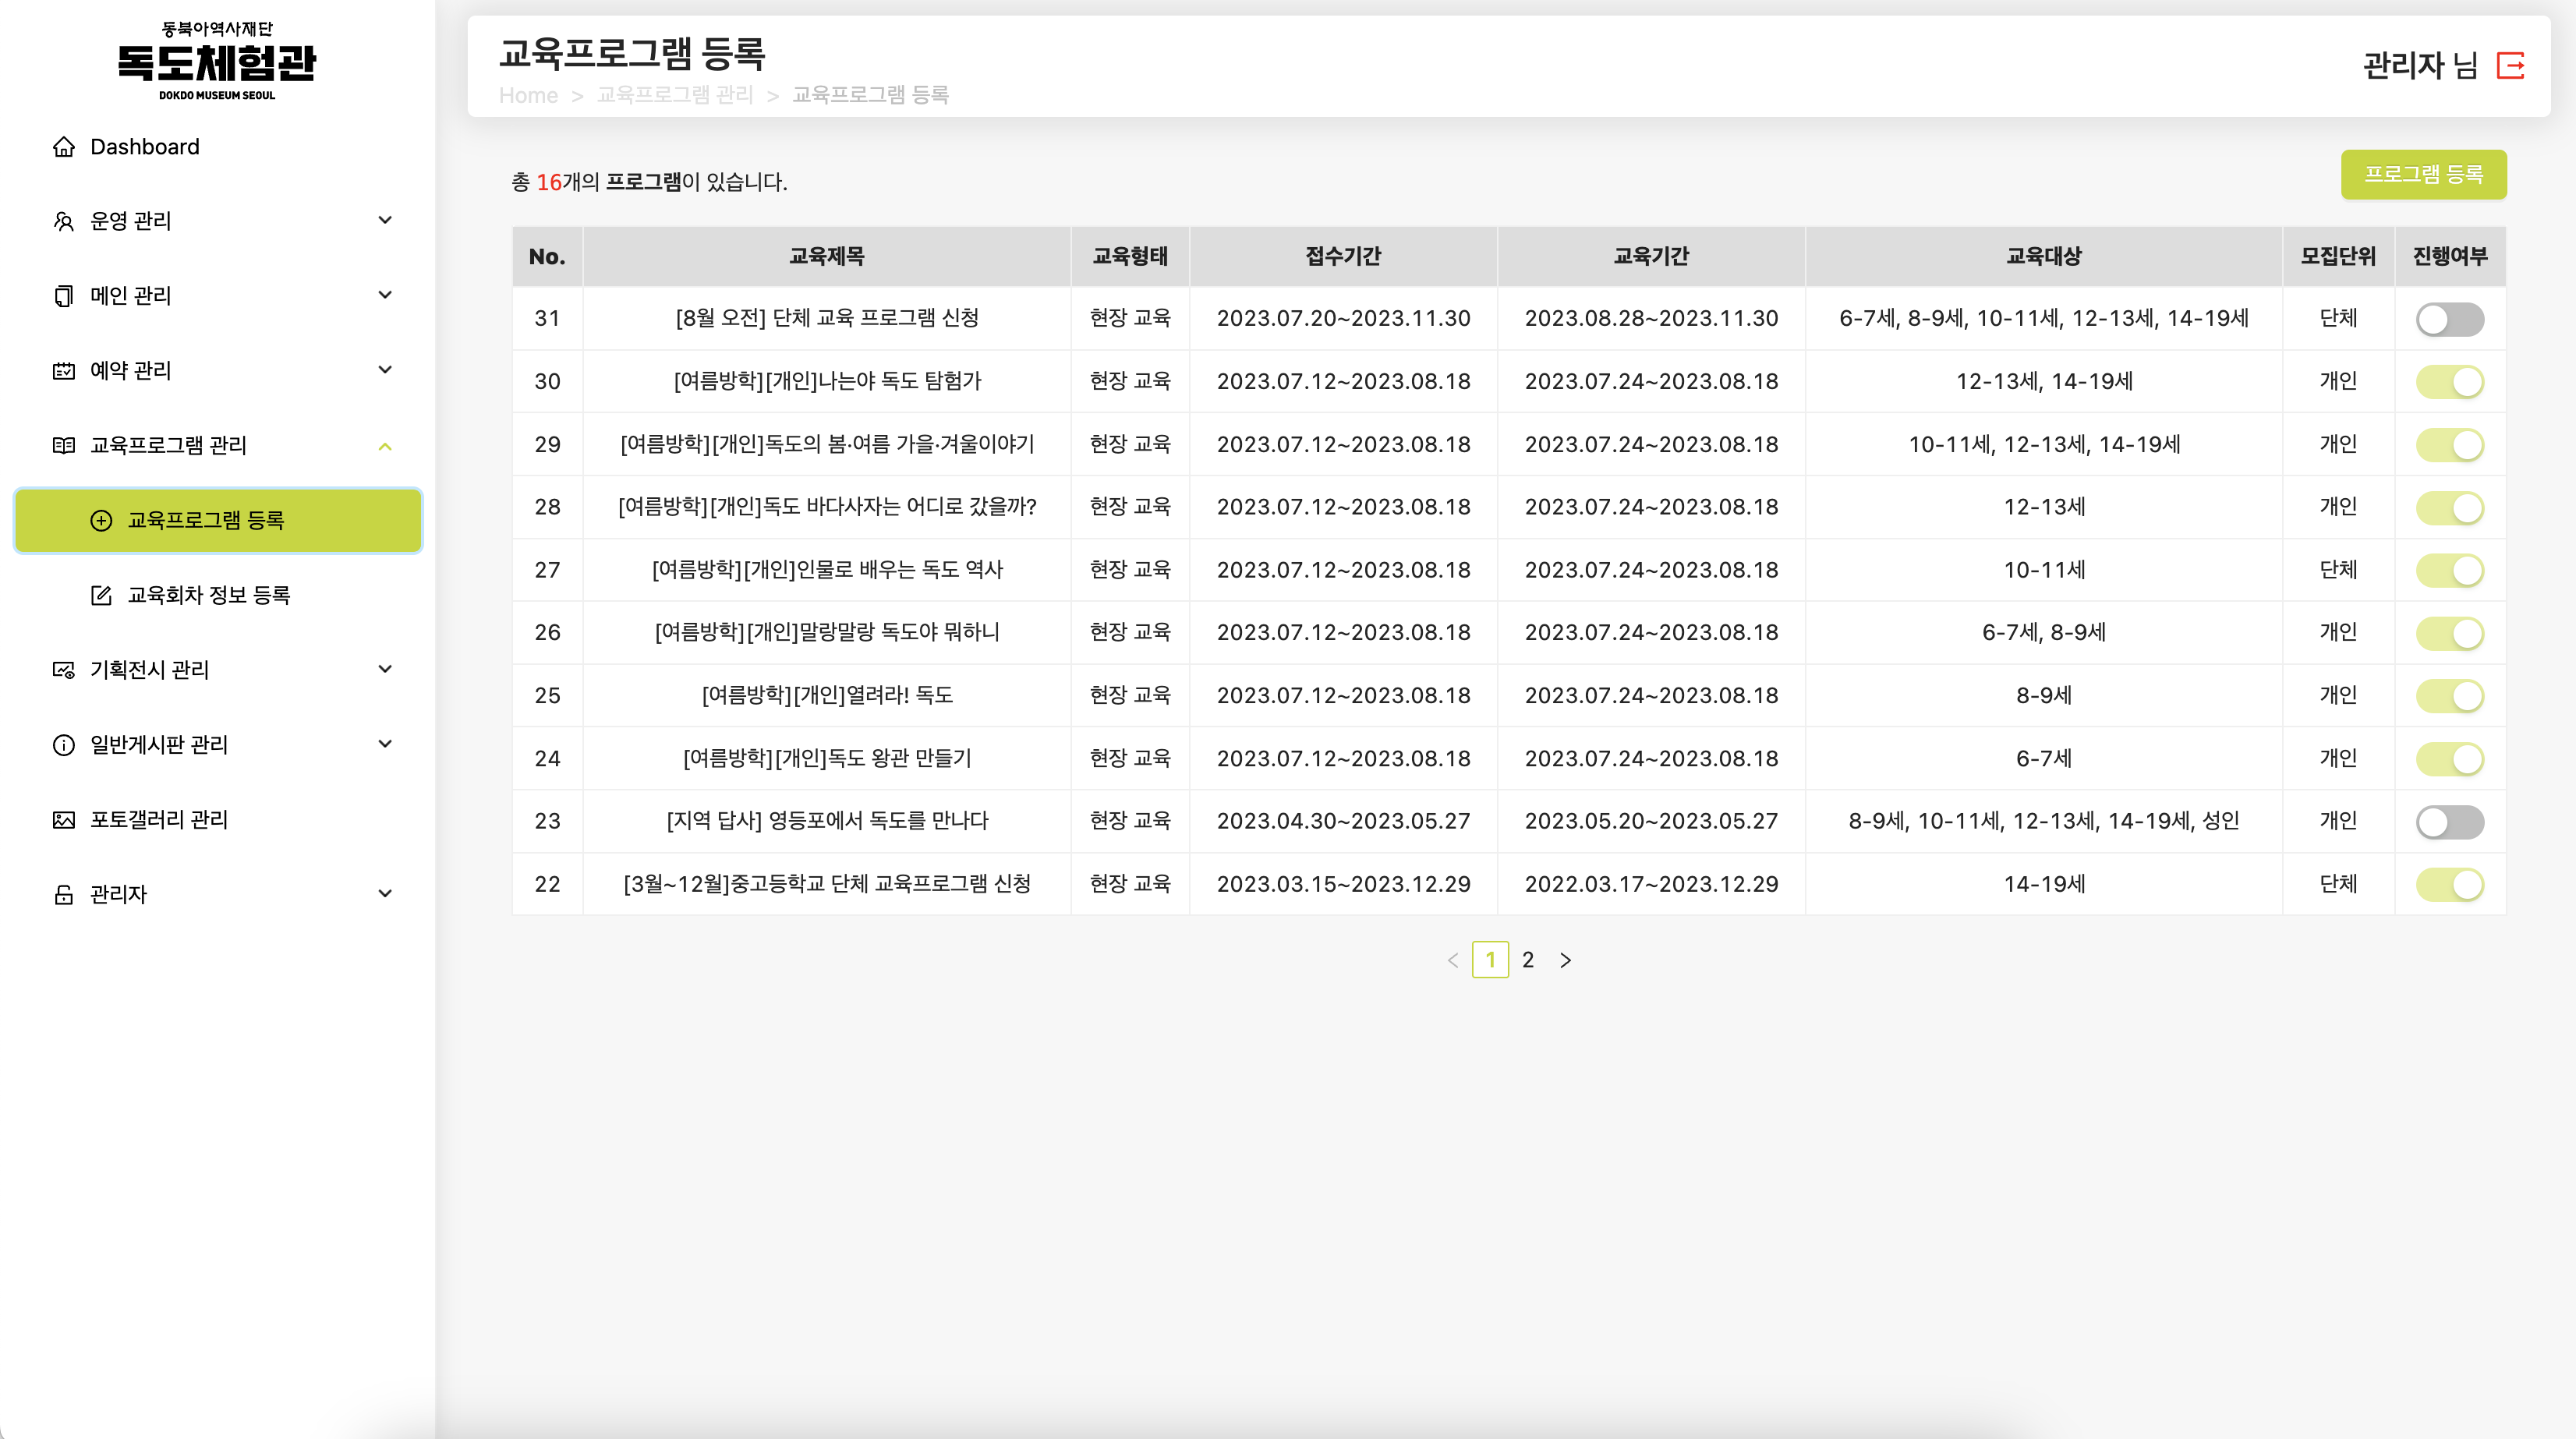 동북아역사재단
독도체험관
DOKDO MUSEUM SEOUL
Dashboard
운영 관리
메인 관리
예약 관리
교육프로그램 관리
교육프로그램 등록
교육회차 정보 등록
기획전시 관리
일반게시판 관리
포토갤러리 관리
관리자
교육프로그램 등록
Home > 교육프로그램 관리 > 교육프로그램 등록
관리자 님
총 16개의 프로그램이 있습니다.
프로그램 등록
No. 교육제목 교육형태 접수기간 교육기간 교육대상 모집단위 진행여부
31 [8월 오전] 단체 교육 프로그램 신청 현장 교육 2023.07.20~2023.11.30 2023.08.28~2023.11.30 6-7세, 8-9세, 10-11세, 12-13세, 14-19세 단체
30 [여름방학][개인]나는야 독도 탐험가 현장 교육 2023.07.12~2023.08.18 2023.07.24~2023.08.18 12-13세, 14-19세 개인
29 [여름방학][개인]독도의 봄·여름 가을·겨울이야기 현장 교육 2023.07.12~2023.08.18 2023.07.24~2023.08.18 10-11세, 12-13세, 14-19세 개인
28 [여름방학][개인]독도 바다사자는 어디로 갔을까? 현장 교육 2023.07.12~2023.08.18 2023.07.24~2023.08.18 12-13세 개인
27 [여름방학][개인]인물로 배우는 독도 역사 현장 교육 2023.07.12~2023.08.18 2023.07.24~2023.08.18 10-11세 단체
26 [여름방학][개인]말랑말랑 독도야 뭐하니 현장 교육 2023.07.12~2023.08.18 2023.07.24~2023.08.18 6-7세, 8-9세 개인
25 [여름방학][개인]열려라! 독도 현장 교육 2023.07.12~2023.08.18 2023.07.24~2023.08.18 8-9세 개인
24 [여름방학][개인]독도 왕관 만들기 현장 교육 2023.07.12~2023.08.18 2023.07.24~2023.08.18 6-7세 개인
23 [지역 답사] 영등포에서 독도를 만나다 현장 교육 2023.04.30~2023.05.27 2023.05.20~2023.05.27 8-9세, 10-11세, 12-13세, 14-19세, 성인 개인
22 [3월~12월]중고등학교 단체 교육프로그램 신청 현장 교육 2023.03.15~2023.12.29 2022.03.17~2023.12.29 14-19세 단체
< 1 2 >